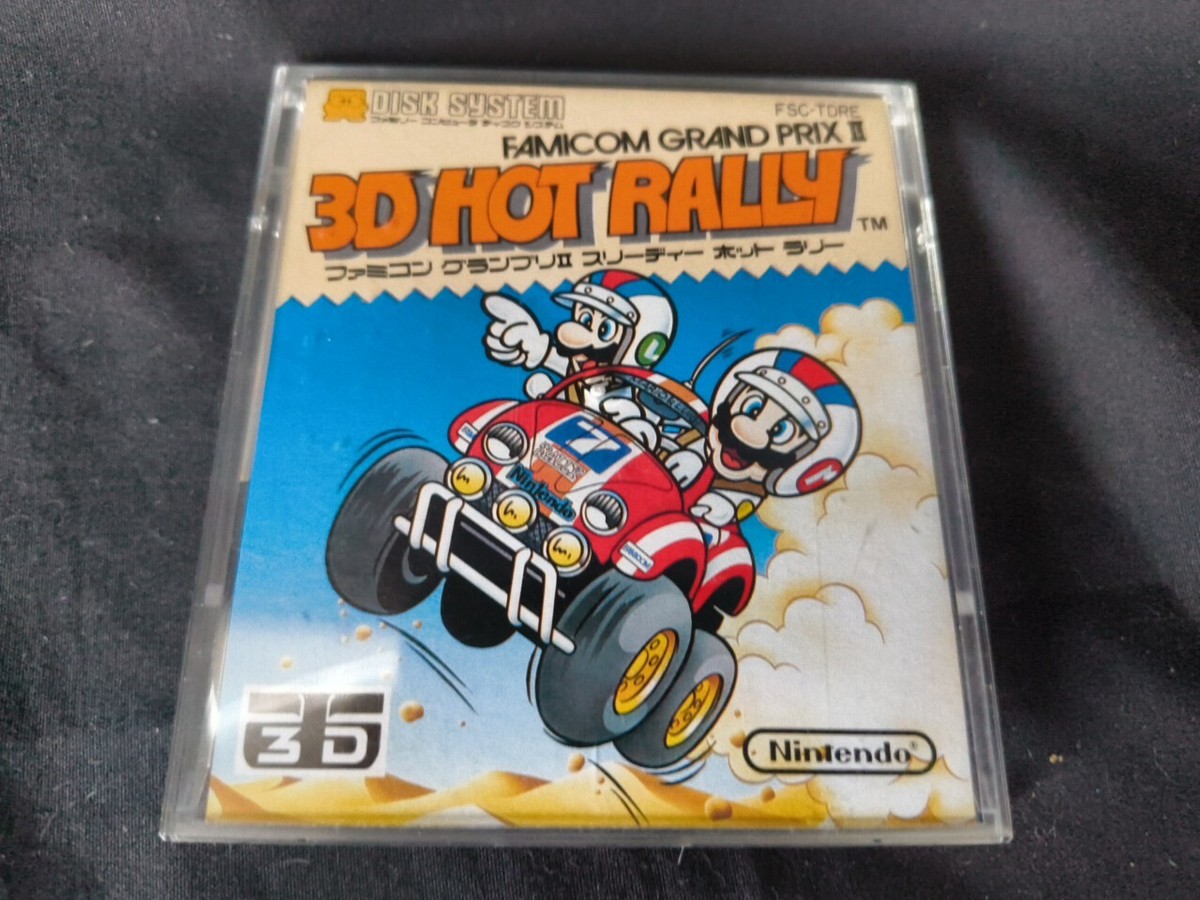 DISK SYSTEM
ファミリー コンピュータ ディスク システム
FSC-TDRE
FAMICOM GRAND PRIX II
3D HOT RALLY TM
ファミコン グランプリII スリーディー ホット ラリー
L
M
7
Nintendo
FAMICOM
3D
Nintendo®